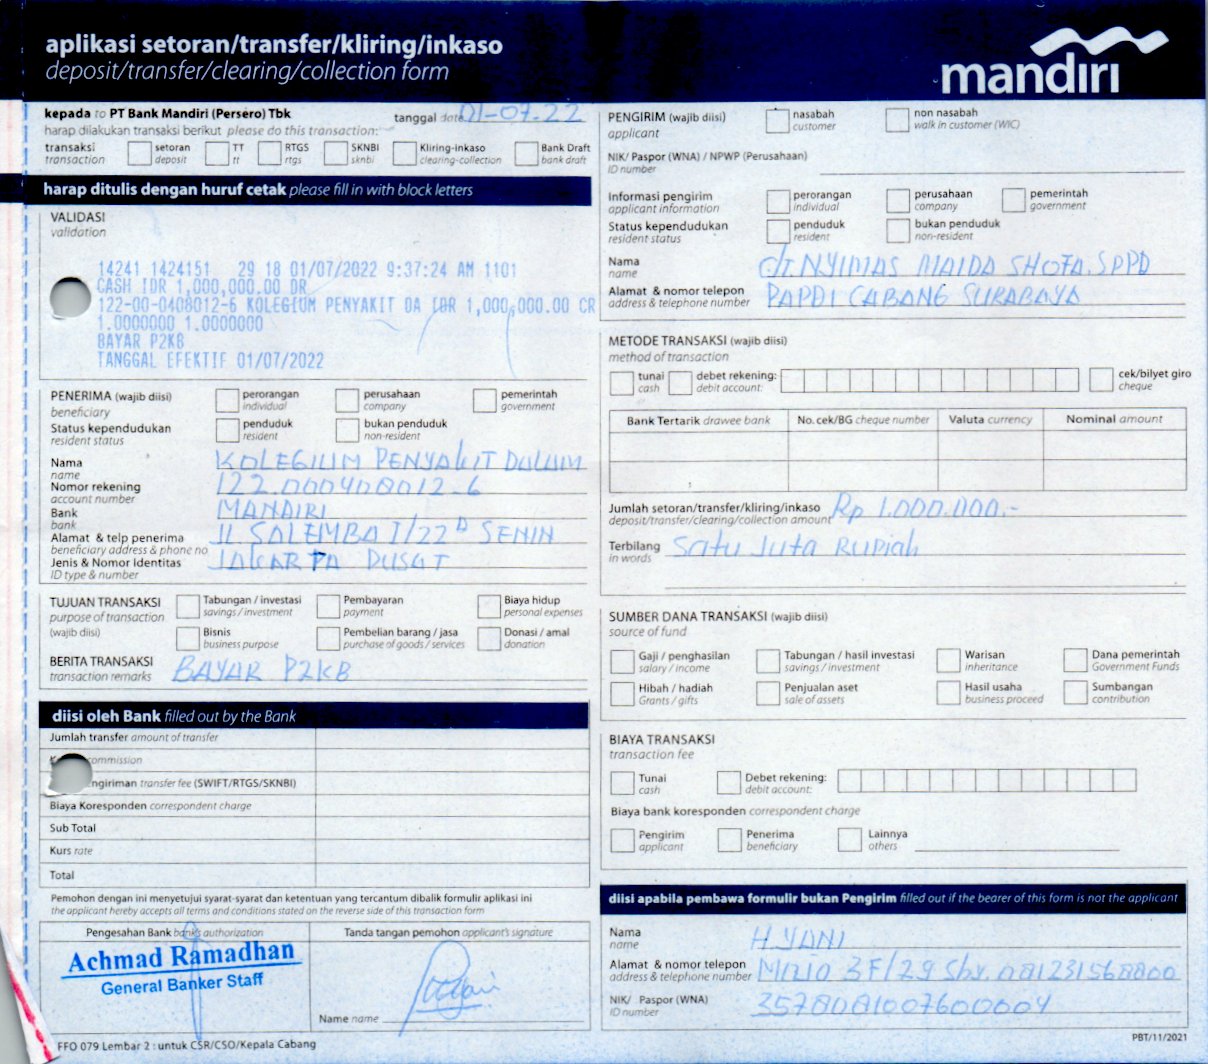 aplikasi setoran/transfer/kliring/inkaso
deposit/transfer/clearing/collection form
mandiri
kepada to PT Bank Mandiri (Persero) Tbk
tanggal date 01-07-22
harap dilakukan transaksi berikut please do this transaction:
transaksi transaction
setoran deposit
TT tt
RTGS rtgs
SKNBI sknbi
Kliring-inkaso clearing-collection
Bank Draft bank draft
harap ditulis dengan huruf cetak please fill in with block letters
VALIDASI
validation
14241 1424151 29 18 01/07/2022 9:37:24 AM 1101
CASH IDR 1,000,000.00 DR
122-00-0408012-6 KOLEGIUM PENYAKIT DA IDR 1,000,000.00 CR
1.0000000 1.0000000
BAYAR P2KB
TANGGAL EFEKTIF 01/07/2022
PENERIMA (wajib diisi)
beneficiary
perorangan individual
perusahaan company
pemerintah government
Status kependudukan
resident status
penduduk resident
bukan penduduk non-resident
Nama KOLEGIUM PENYAKIT DALAM
name
Nomor rekening 122.000408012-6
account number
Bank MANDIRI
bank
Alamat & telp penerima Jl. SALEMBA I/22 D SENIN
beneficiary address & phone no
Jenis & Nomor Identitas JAKARTA PUSAT
ID type & number
TUJUAN TRANSAKSI
purpose of transaction
(wajib diisi)
Tabungan / investasi savings / investment
Pembayaran payment
Biaya hidup personal expenses
Bisnis business purpose
Pembelian barang / jasa purchase of goods / services
Donasi / amal donation
BERITA TRANSAKSI BAYAR P2KB
transaction remarks
diisi oleh Bank filled out by the Bank
Jumlah transfer amount of transfer
ommission
ngiriman transfer fee (SWIFT/RTGS/SKNBI)
Biaya Koresponden correspondent charge
Sub Total
Kurs rate
Total
Pemohon dengan ini menyetujui syarat-syarat dan ketentuan yang tercantum dibalik formulir aplikasi ini
the applicant hereby accepts all terms and conditions stated on the reverse side of this transaction form
Pengesahan Bank bank's authorization
Tanda tangan pemohon applicant's signature
Achmad Ramadhan
General Banker Staff
Name name
FFO 079 Lembar 2 : untuk CSR/CSO/Kepala Cabang
PENGIRIM (wajib diisi)
applicant
nasabah customer
non nasabah walk in customer (WIC)
NIK/ Paspor (WNA) / NPWP (Perusahaan)
ID number
Informasi pengirim
applicant information
perorangan individual
perusahaan company
pemerintah government
Status kependudukan
resident status
penduduk resident
bukan penduduk non-resident
Nama dr. NYIMAS MAIDA SHOFA, SPPD
name
Alamat & nomor telepon PAPDI CABANG SURABAYA
address & telephone number
METODE TRANSAKSI (wajib diisi)
method of transaction
tunai cash
debet rekening: debit account:
cek/bilyet giro cheque
Bank Tertarik drawee bank
No. cek/BG cheque number
Valuta currency
Nominal amount
Jumlah setoran/transfer/kliring/inkaso Rp 1.000.000.-
deposit/transfer/clearing/collection amount
Terbilang Satu Juta Rupiah
in words
SUMBER DANA TRANSAKSI (wajib diisi)
source of fund
Gaji / penghasilan salary / income
Tabungan / hasil investasi savings / investment
Warisan inheritance
Dana pemerintah Government Funds
Hibah / hadiah Grants / gifts
Penjualan aset sale of assets
Hasil usaha business proceed
Sumbangan contribution
BIAYA TRANSAKSI
transaction fee
Tunai cash
Debet rekening: debit account:
Biaya bank koresponden correspondent charge
Pengirim applicant
Penerima beneficiary
Lainnya others
diisi apabila pembawa formulir bukan Pengirim filled out if the bearer of this form is not the applicant
Nama H. YANI
name
Alamat & nomor telepon 3F/29 Sby. 081231568800
address & telephone number
NIK/ Paspor (WNA) 3578081007600004
ID number
PBT/11/2021